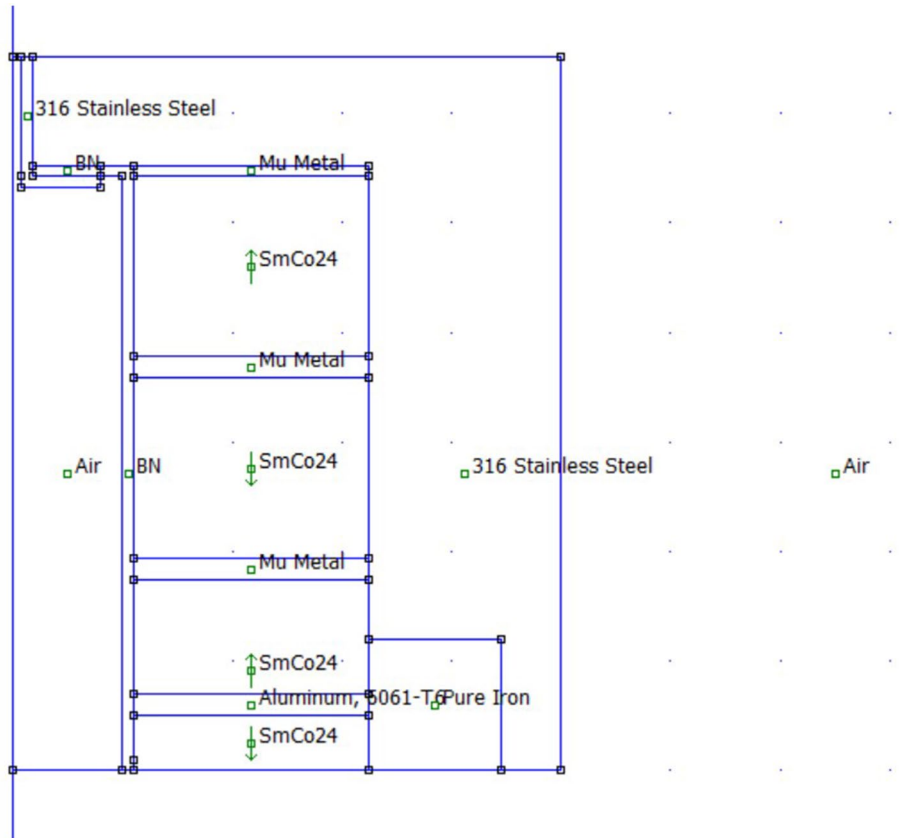 316 Stainless Steel
BN
Mu Metal
SmCo24
Mu Metal
SmCo24
Air
BN
316 Stainless Steel
Air
Mu Metal
SmCo24
Aluminum, 6061-T6
Pure Iron
SmCo24